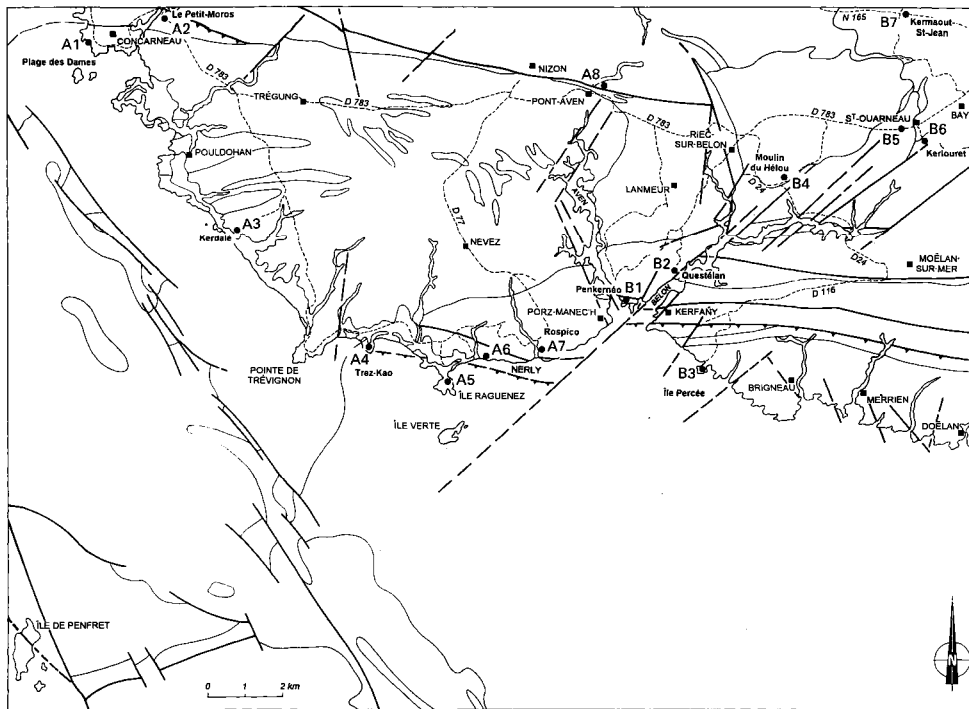 Le Petit-Moros
A2
N 165
B7
Kermaout
St-Jean
A1
CONCARNEAU
Plage des Dames
NIZON
A8
D 783
TRÉGUNG
D 783
PONT-AVEN
D 783
D 783
ST-OUARNEAU
BAY
B6
B5
Kerlouret
RIEC-
SUR-BELON
POULDOHAN
Moulin
du Hélou
D 24
B4
LANMEUR
AVEN
A3
Kerdalé
D 77
NEVEZ
D24
MOËLAN-
SUR-MER
B2
Questélan
Penkernéo
B1
BÉLON
D 116
PORZ-MANEC'H
KERFANY
Rospico
A4
Trez-Kao
A6
A7
NERLY
POINTE DE
TRÉVIGNON
A5
ÎLE RAGUENEZ
B3
Île Percée
BRIGNEAU
MERRIEN
ÎLE VERTE
DOËLAN
ÎLE DE PENFRET
0 1 2 km
N